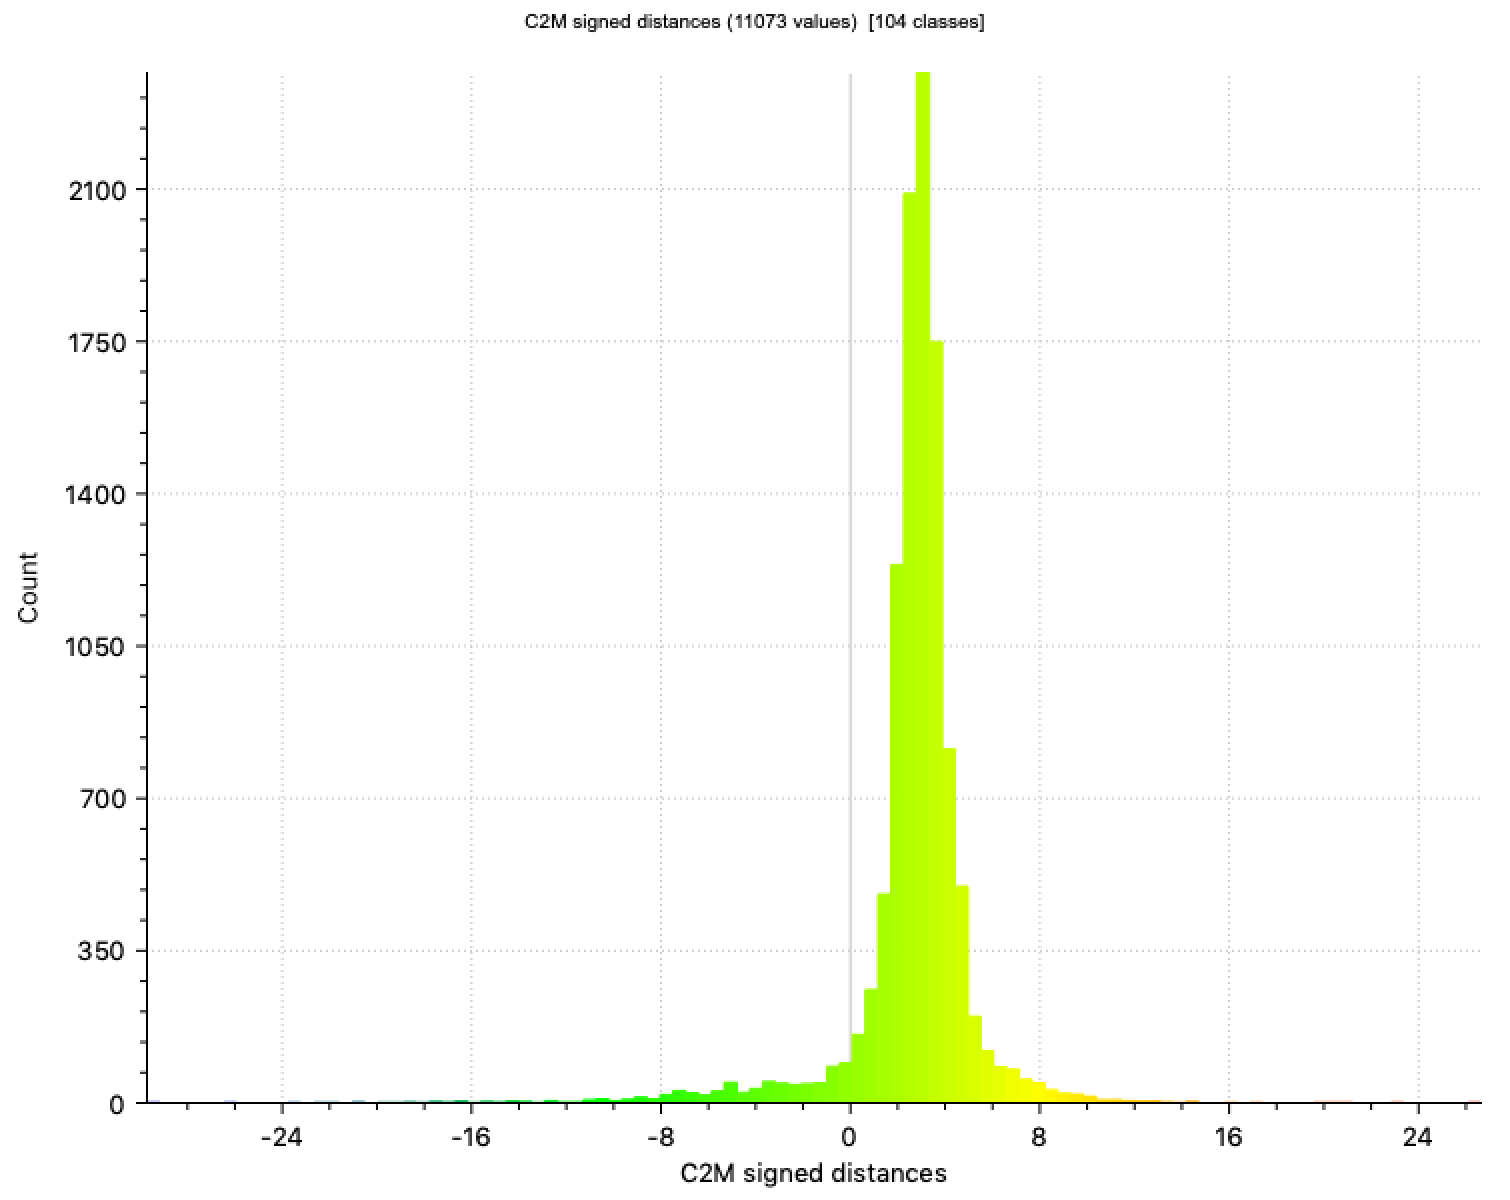 C2M signed distances (11073 values) [104 classes]
2100
1750
1400
1050
700
350
0
Count
-24 -16 -8 0 8 16 24
C2M signed distances